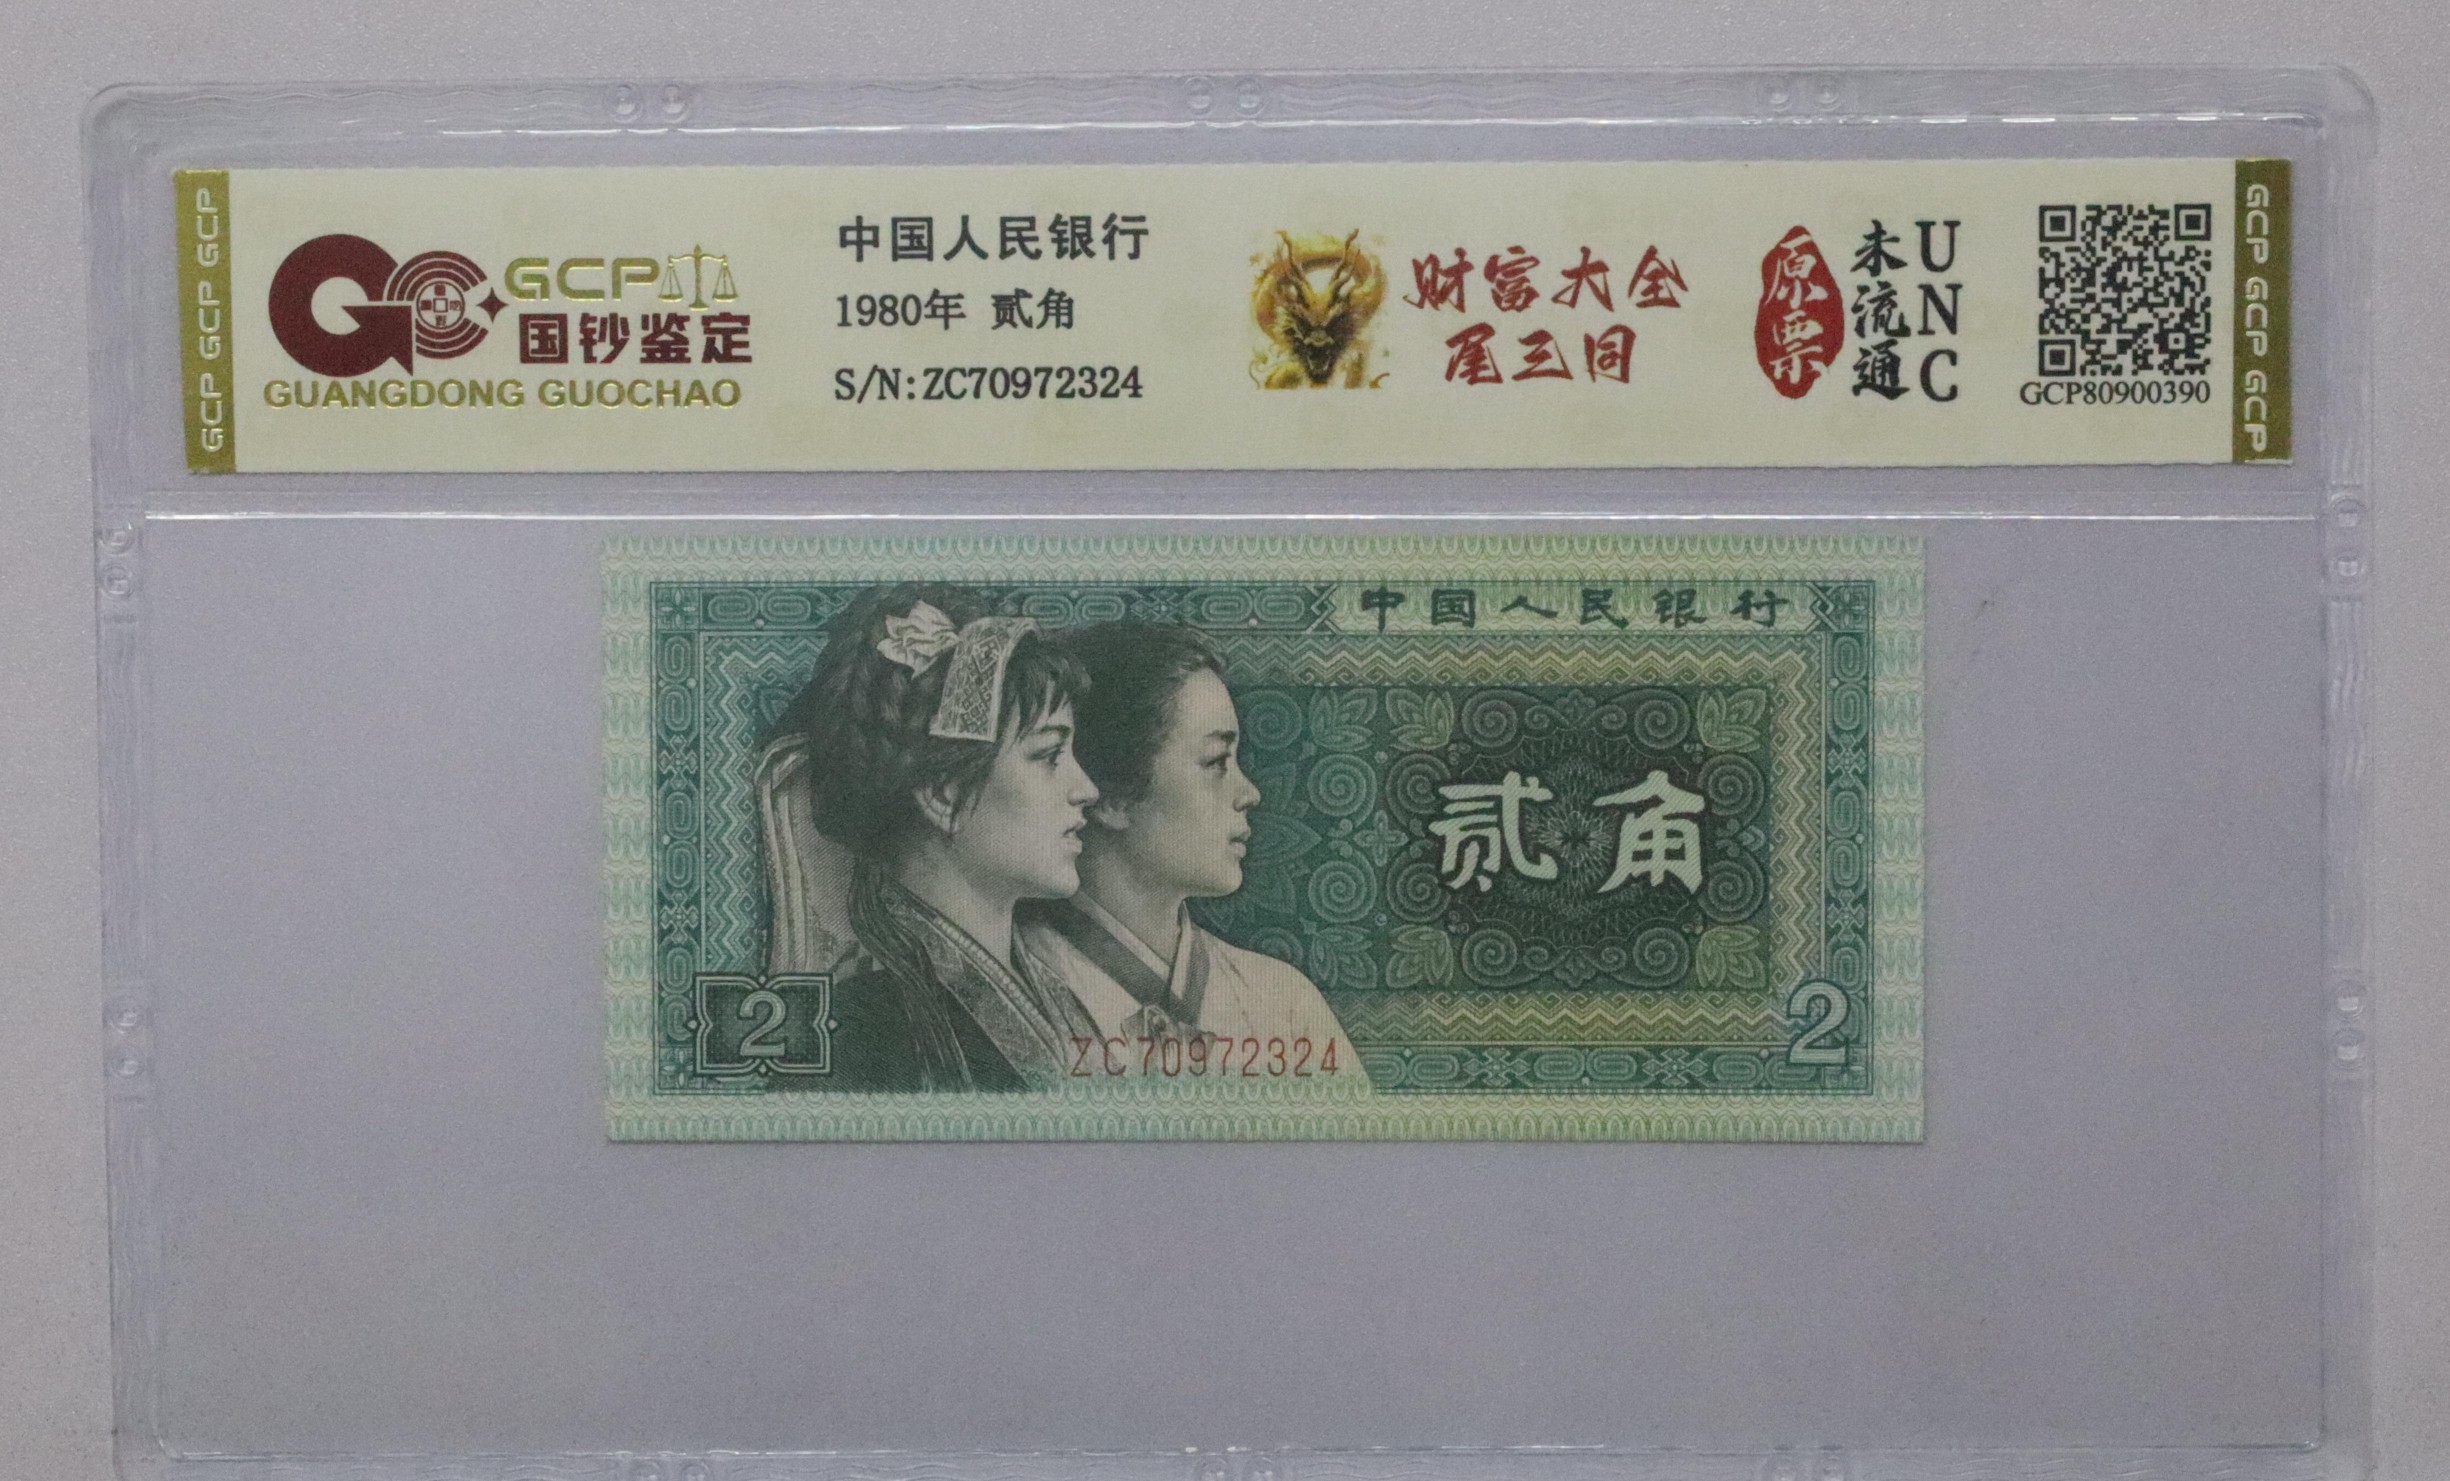 GCP GCP GCP
GCP
国钞鉴定
GUANGDONG GUOCHAO
中国人民银行
1980年 贰角
S/N:ZC70972324
财富大全
尾三同
原票
未流通
UNC
GCP80900390
GCP GCP GCP
中国人民银行
贰角
2
2
ZC70972324